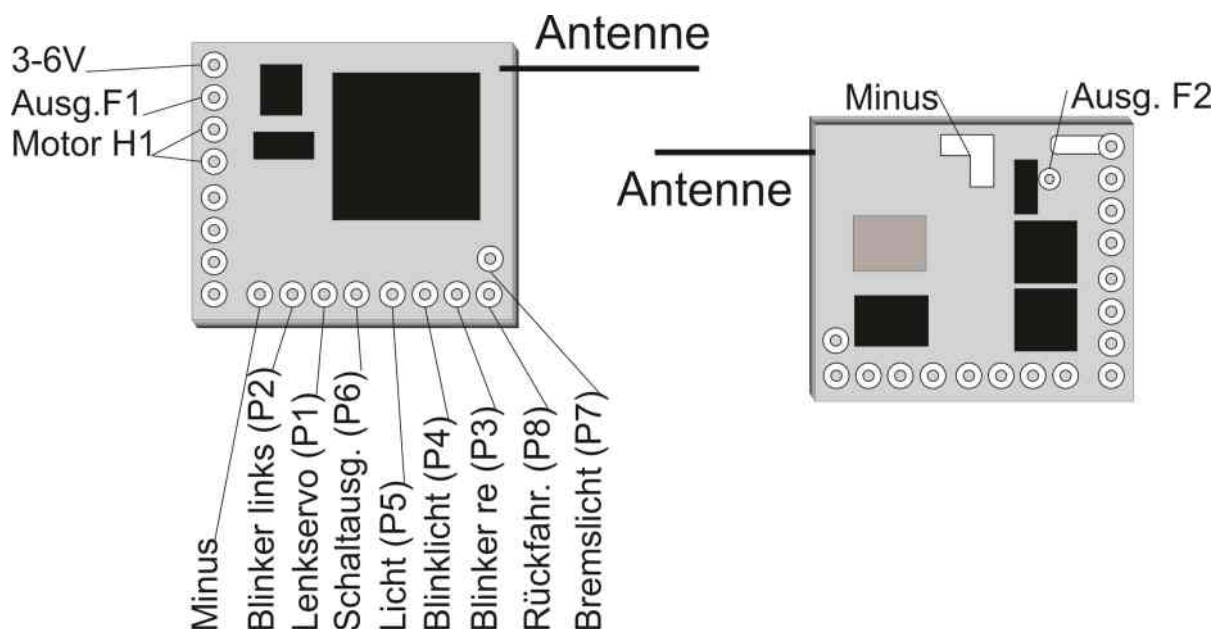 Antenne
3-6V
Ausg.F1
Motor H1
Minus
Blinker links (P2)
Lenkservo (P1)
Schaltausg. (P6)
Licht (P5)
Blinklicht (P4)
Blinker re (P3)
Rückfahr. (P8)
Bremslicht (P7)
Minus
Ausg. F2
Antenne